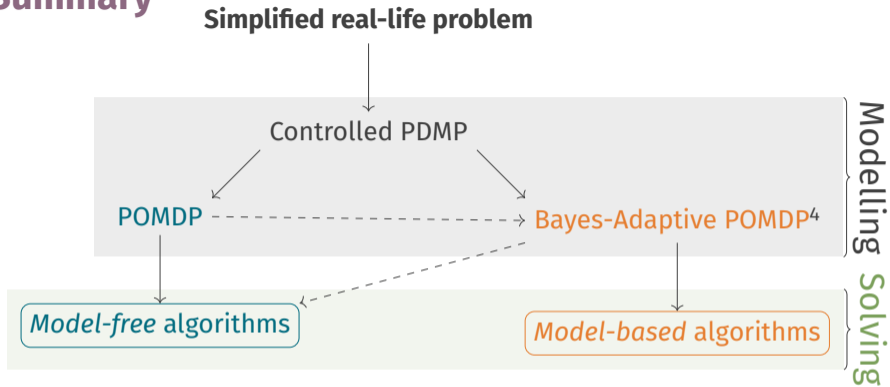 Summary
Simplified real-life problem
Controlled PDMP
POMDP
Bayes-Adaptive POMDP⁴
Modelling
Model-free algorithms
Model-based algorithms
Solving